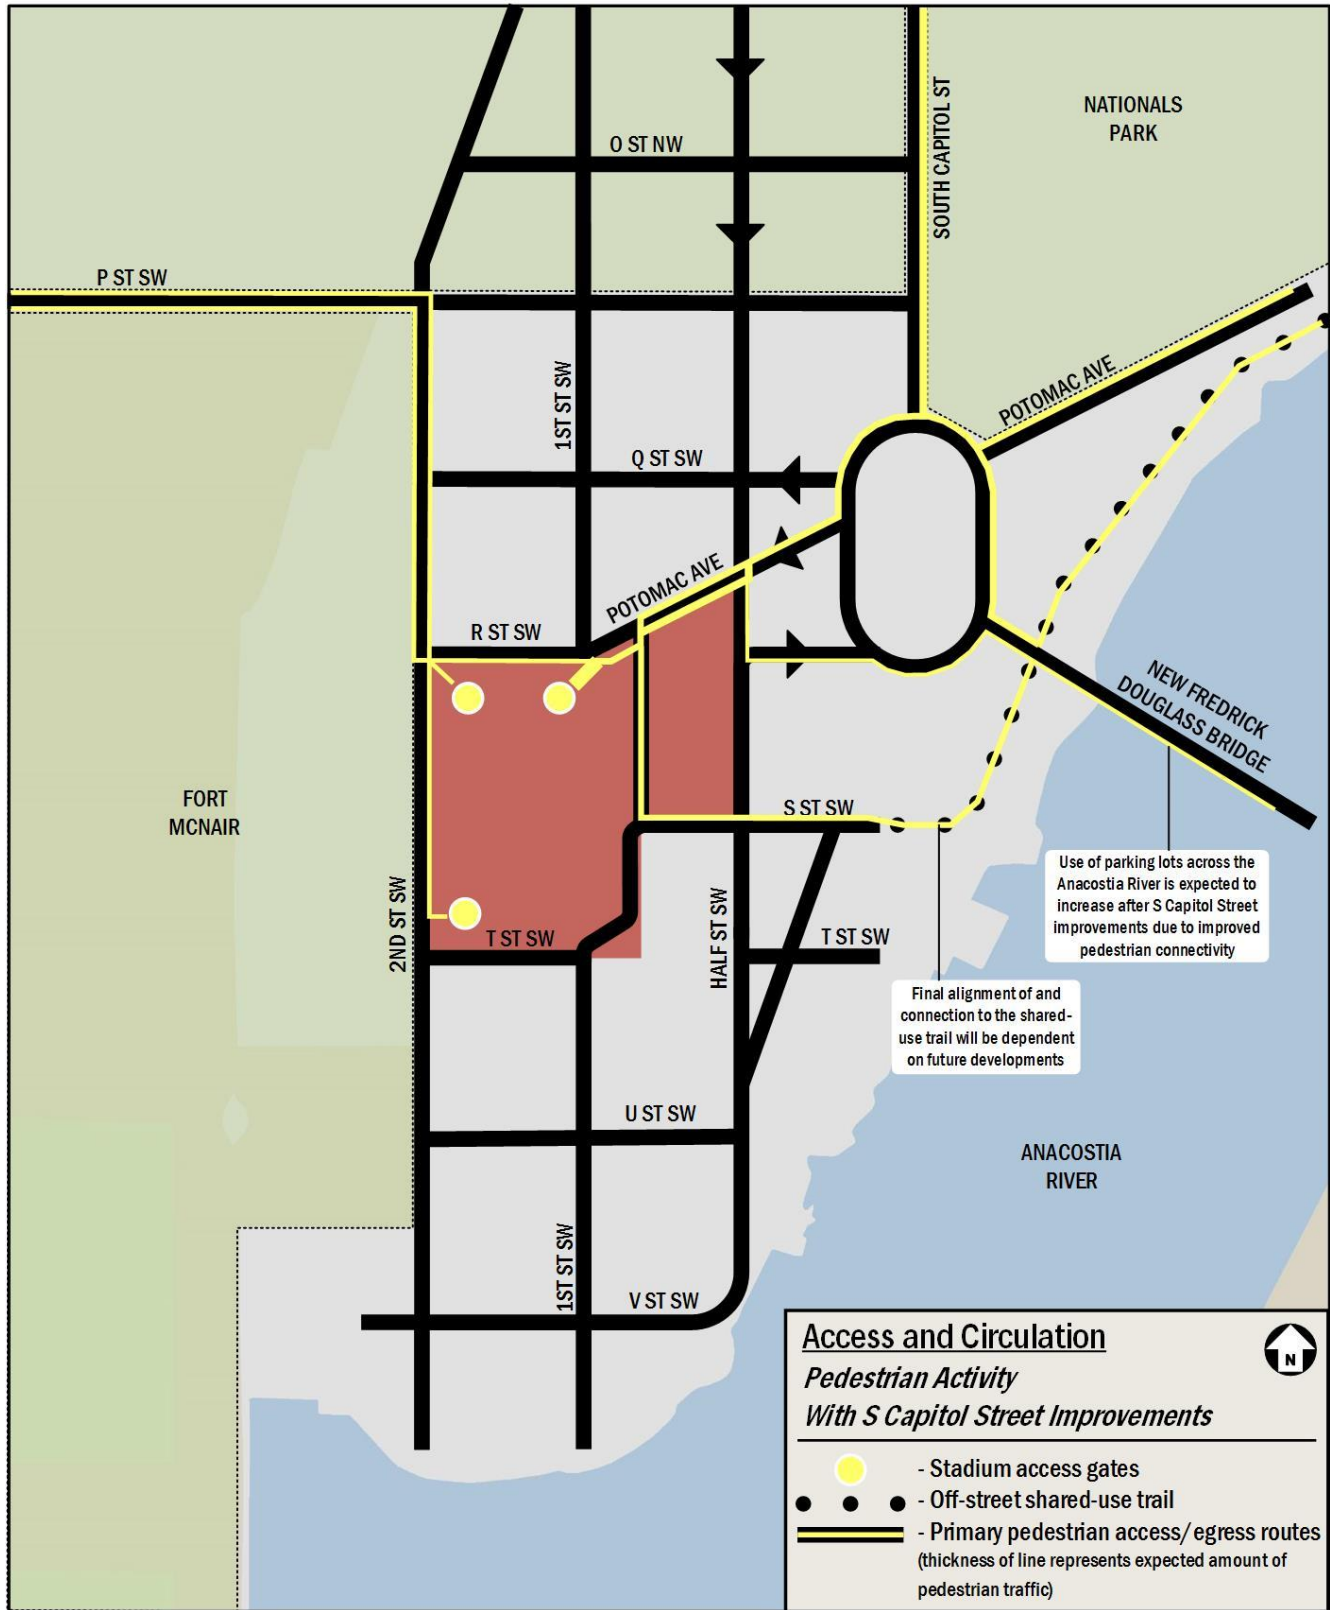 NATIONALS
PARK
SOUTH CAPITOL ST
O ST NW
P ST SW
1ST ST SW
POTOMAC AVE
Q ST SW
POTOMAC AVE
R ST SW
NEW FREDRICK
DOUGLASS BRIDGE
FORT
MCNAIR
S ST SW
Use of parking lots across the
Anacostia River is expected to
increase after S Capitol Street
improvements due to improved
pedestrian connectivity
2ND ST SW
T ST SW
HALF ST SW
T ST SW
Final alignment of and
connection to the shared-
use trail will be dependent
on future developments
U ST SW
ANACOSTIA
RIVER
1ST ST SW
V ST SW
Access and Circulation
N
Pedestrian Activity
With S Capitol Street Improvements
- Stadium access gates
- Off-street shared-use trail
- Primary pedestrian access/egress routes
(thickness of line represents expected amount of
pedestrian traffic)